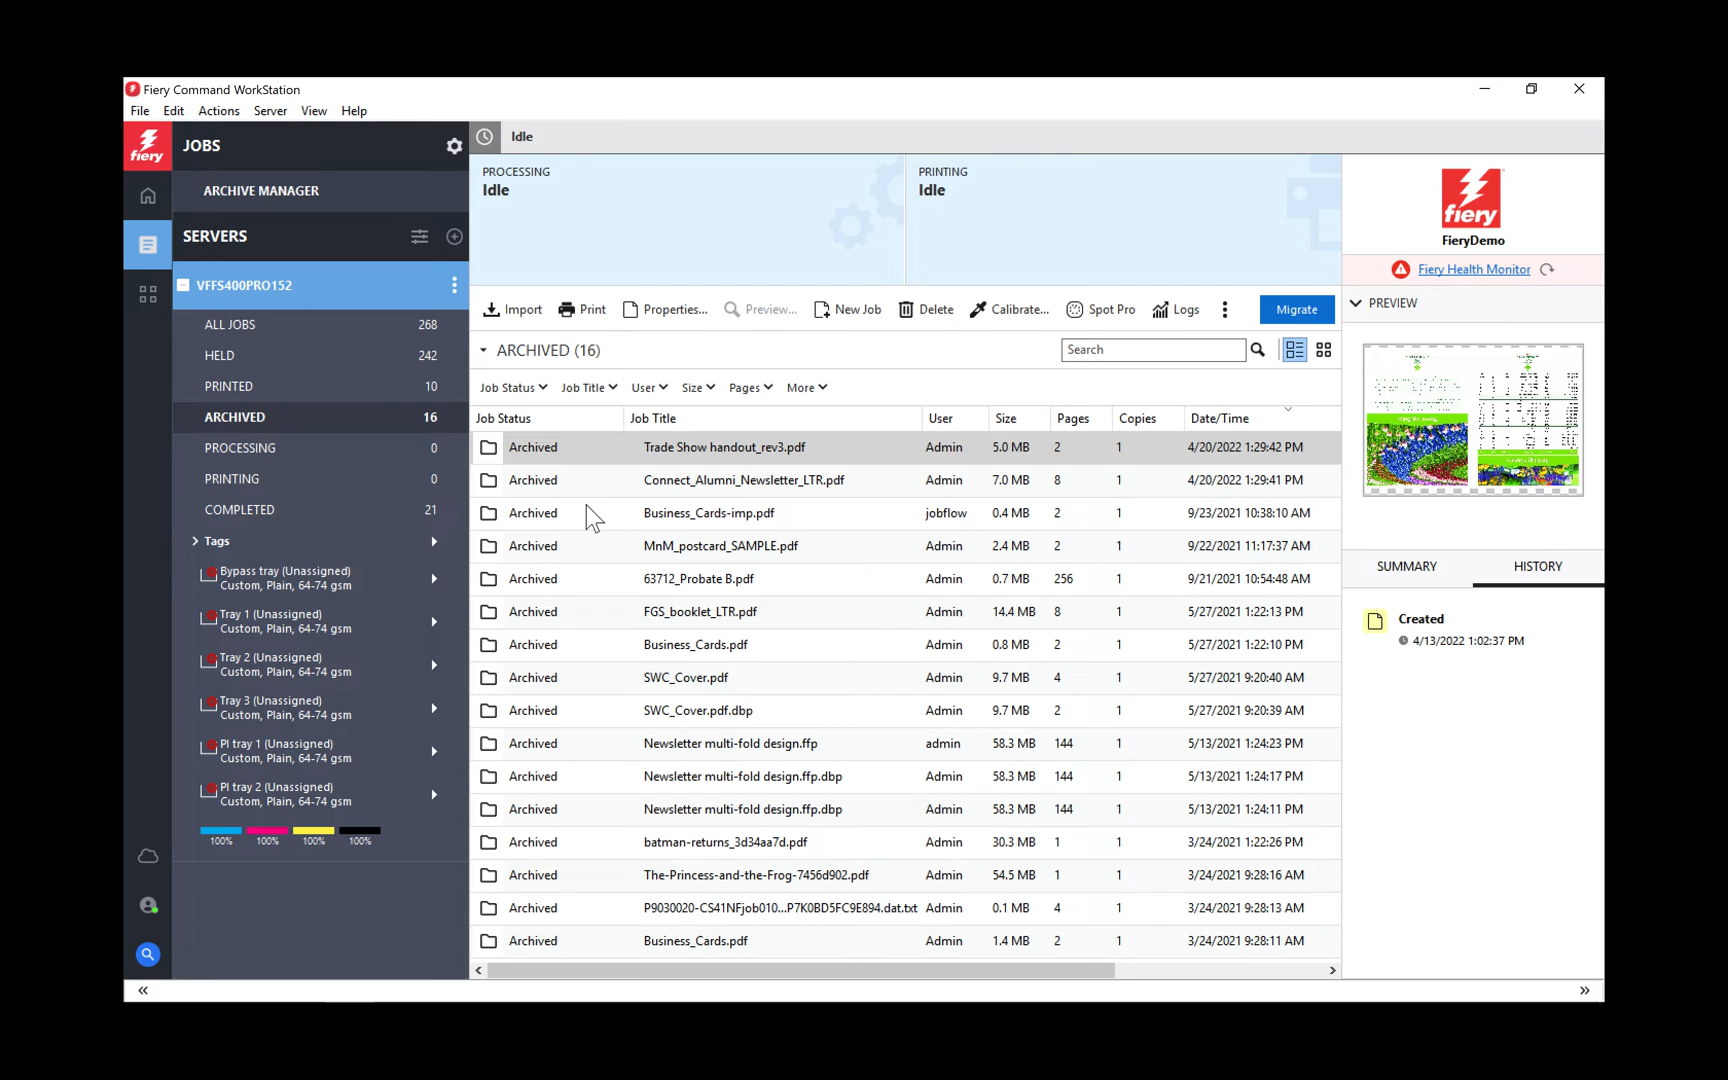 Fiery Command WorkStation
File Edit Actions Server View Help
fiery
JOBS
ARCHIVE MANAGER
SERVERS
VFFS400PRO152
ALL JOBS 268
HELD 242
PRINTED 10
ARCHIVED 16
PROCESSING 0
PRINTING 0
COMPLETED 21
Tags
Bypass tray (Unassigned)
Custom, Plain, 64-74 gsm
Tray 1 (Unassigned)
Custom, Plain, 64-74 gsm
Tray 2 (Unassigned)
Custom, Plain, 64-74 gsm
Tray 3 (Unassigned)
Custom, Plain, 64-74 gsm
PI tray 1 (Unassigned)
Custom, Plain, 64-74 gsm
PI tray 2 (Unassigned)
Custom, Plain, 64-74 gsm
100% 100% 100% 100%
Idle
PROCESSING
Idle
PRINTING
Idle
Import Print Properties... Preview... New Job Delete Calibrate... Spot Pro Logs Migrate
ARCHIVED (16) Search
Job Status Job Title User Size Pages More
Job Status Job Title User Size Pages Copies Date/Time
Archived Trade Show handout_rev3.pdf Admin 5.0 MB 2 1 4/20/2022 1:29:42 PM
Archived Connect_Alumni_Newsletter_LTR.pdf Admin 7.0 MB 8 1 4/20/2022 1:29:41 PM
Archived Business_Cards-imp.pdf jobflow 0.4 MB 2 1 9/23/2021 10:38:10 AM
Archived MnM_postcard_SAMPLE.pdf Admin 2.4 MB 2 1 9/22/2021 11:17:37 AM
Archived 63712_Probate B.pdf Admin 0.7 MB 256 1 9/21/2021 10:54:48 AM
Archived FGS_booklet_LTR.pdf Admin 14.4 MB 8 1 5/27/2021 1:22:13 PM
Archived Business_Cards.pdf Admin 0.8 MB 2 1 5/27/2021 1:22:10 PM
Archived SWC_Cover.pdf Admin 9.7 MB 4 1 5/27/2021 9:20:40 AM
Archived SWC_Cover.pdf.dbp Admin 9.7 MB 2 1 5/27/2021 9:20:39 AM
Archived Newsletter multi-fold design.ffp admin 58.3 MB 144 1 5/13/2021 1:24:23 PM
Archived Newsletter multi-fold design.ffp.dbp Admin 58.3 MB 144 1 5/13/2021 1:24:17 PM
Archived Newsletter multi-fold design.ffp.dbp Admin 58.3 MB 144 1 5/13/2021 1:24:11 PM
Archived batman-returns_3d34aa7d.pdf Admin 30.3 MB 1 1 3/24/2021 1:22:26 PM
Archived The-Princess-and-the-Frog-7456d902.pdf Admin 54.5 MB 1 1 3/24/2021 9:28:16 AM
Archived P9030020-CS41NFjob010...P7K0BD5FC9E894.dat.txt Admin 0.1 MB 4 1 3/24/2021 9:28:13 AM
Archived Business_Cards.pdf Admin 1.4 MB 2 1 3/24/2021 9:28:11 AM
fiery
FieryDemo
Fiery Health Monitor
PREVIEW
SUMMARY HISTORY
Created
4/13/2022 1:02:37 PM